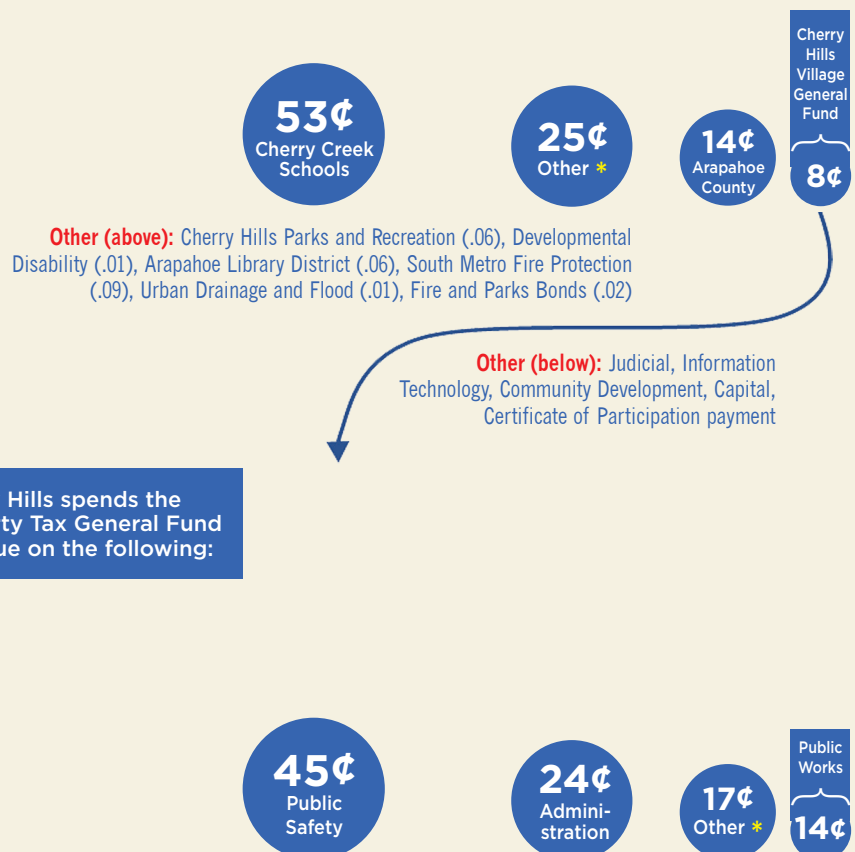 53¢
Cherry Creek
Schools
25¢
Other *
14¢
Arapahoe
County
Cherry
Hills
Village
General
Fund
8¢
Other (above): Cherry Hills Parks and Recreation (.06), Developmental
Disability (.01), Arapahoe Library District (.06), South Metro Fire Protection
(.09), Urban Drainage and Flood (.01), Fire and Parks Bonds (.02)
Other (below): Judicial, Information
Technology, Community Development, Capital,
Certificate of Participation payment
Hills spends the
ty Tax General Fund
ue on the following:
45¢
Public
Safety
24¢
Admini-
stration
17¢
Other *
Public
Works
14¢